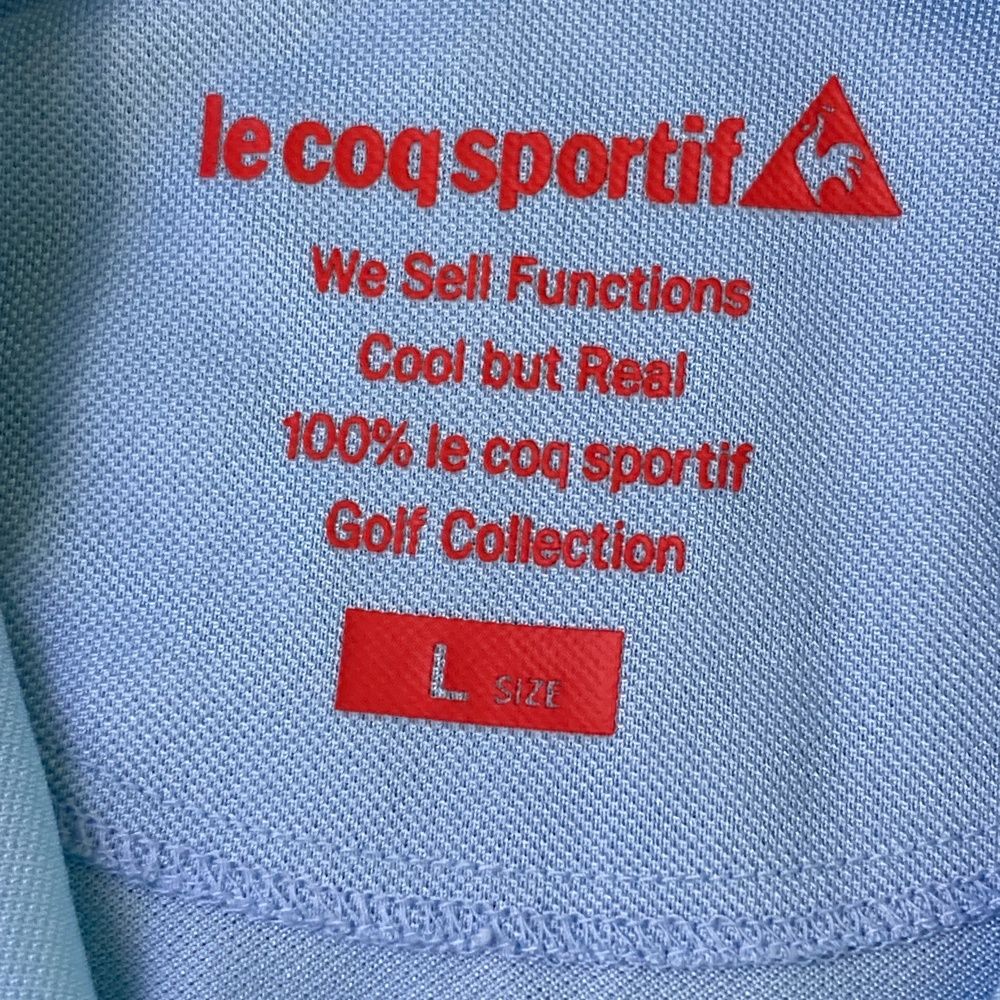 le coq sportif
We Sell Functions
Cool but Real
100% le coq sportif
Golf Collection
L SIZE